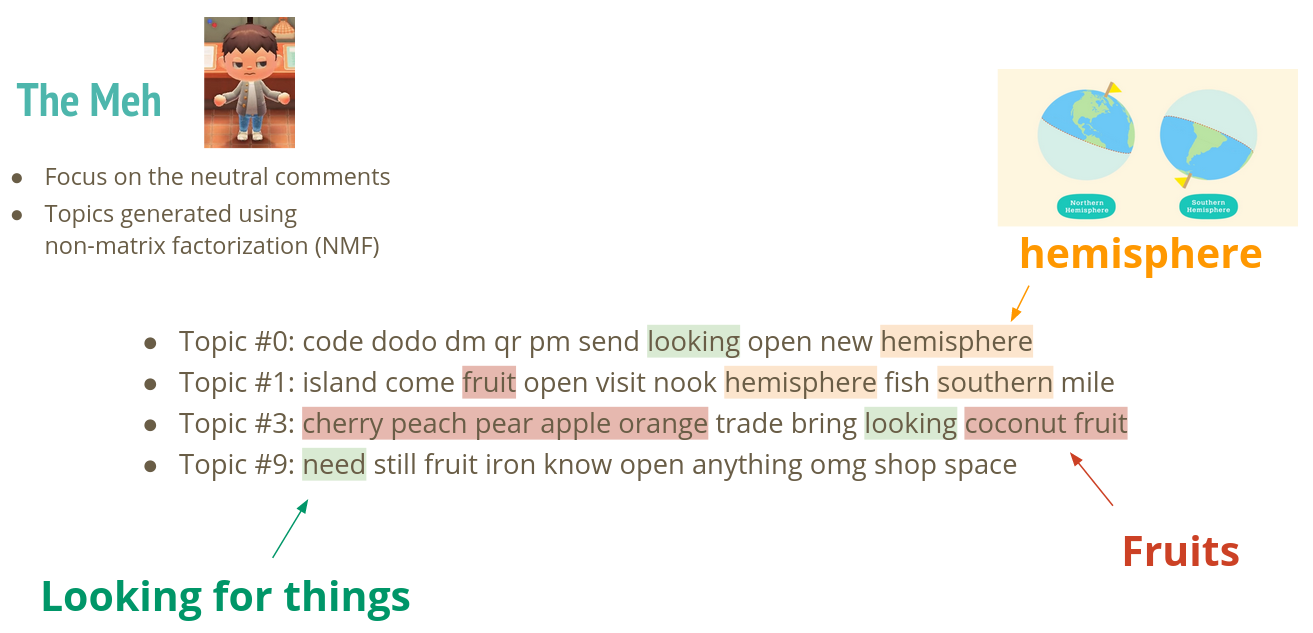 The Meh
● Focus on the neutral comments
● Topics generated using
non-matrix factorization (NMF)
Northern
Hemisphere
Southern
Hemisphere
hemisphere
● Topic #0: code dodo dm qr pm send looking open new hemisphere
● Topic #1: island come fruit open visit nook hemisphere fish southern mile
● Topic #3: cherry peach pear apple orange trade bring looking coconut fruit
● Topic #9: need still fruit iron know open anything omg shop space
Fruits
Looking for things